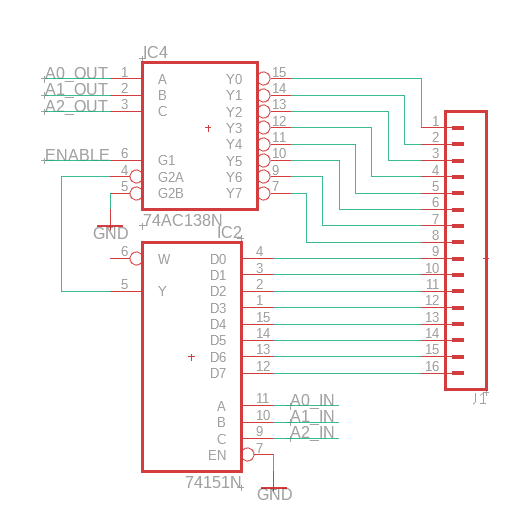 IC4
A0_OUT 1 A Y0 15
A1_OUT 2 B Y1 14
A2_OUT 3 C Y2 13
Y3 12
Y4 11
ENABLE 6 G1 Y5 10
4 G2A Y6 9
5 G2B Y7 7
GND
74AC138N
IC2
6 W D0 4
D1 3
5 Y D2 2
D3 1
D4 15
D5 14
D6 13
D7 12
A 11 A0_IN
B 10 A1_IN
C 9 A2_IN
EN 7
74151N
GND
1
2
3
4
5
6
7
8
9
10
11
12
13
14
15
16
J1